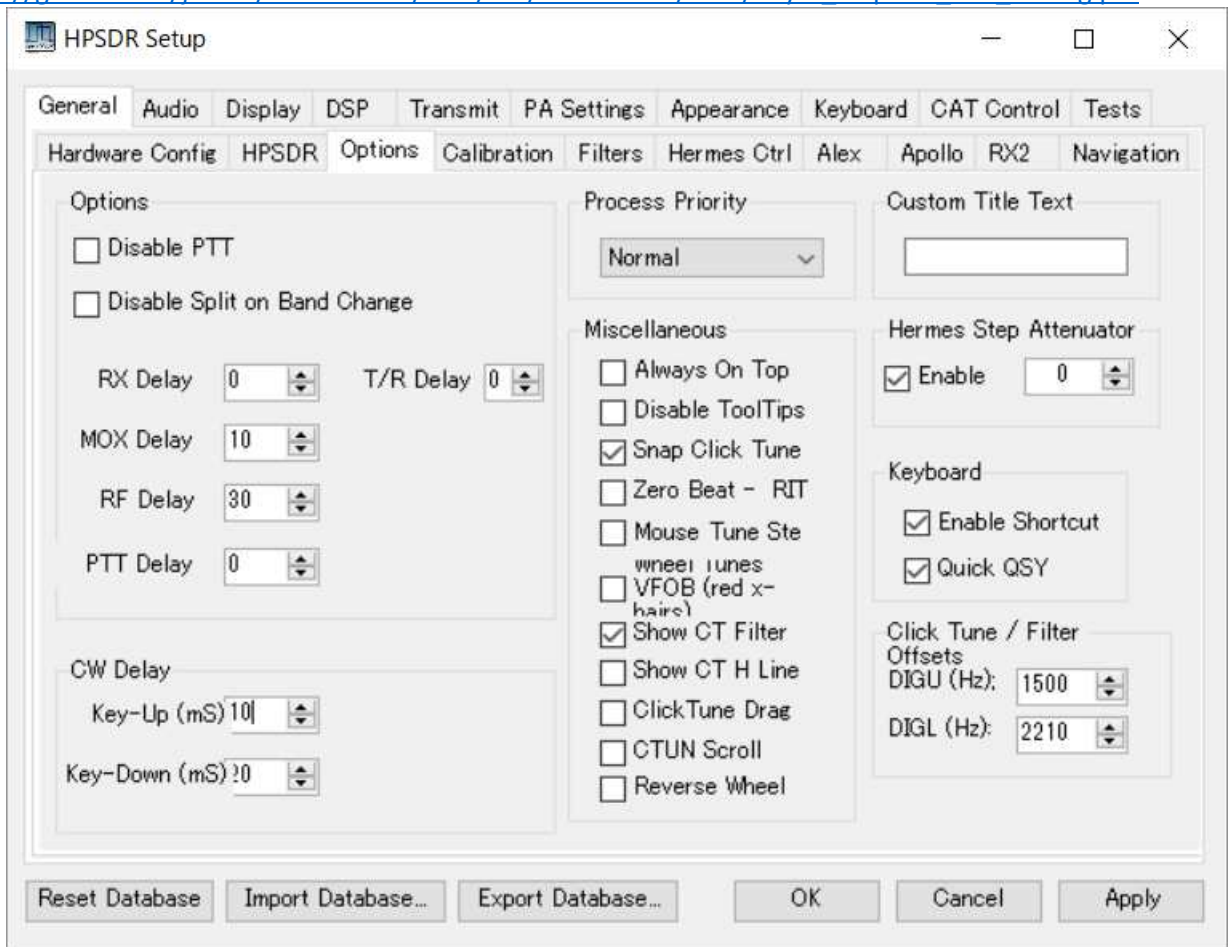 HPSDR Setup
General Audio Display DSP Transmit PA Settings Appearance Keyboard CAT Control Tests
Hardware Config HPSDR Options Calibration Filters Hermes Ctrl Alex Apollo RX2 Navigation
Options
Disable PTT
Disable Split on Band Change
RX Delay 0 T/R Delay 0
MOX Delay 10
RF Delay 30
PTT Delay 0
CW Delay
Key-Up (mS) 10
Key-Down (mS) 20
Process Priority
Normal
Miscellaneous
Always On Top
Disable ToolTips
Snap Click Tune
Zero Beat - RIT
Mouse Tune Ste
Wheel Tunes
VFOB (red x-
hairs)
Show CT Filter
Show CT H Line
ClickTune Drag
CTUN Scroll
Reverse Wheel
Custom Title Text
Hermes Step Attenuator
Enable 0
Keyboard
Enable Shortcut
Quick QSY
Click Tune / Filter
Offsets
DIGU (Hz): 1500
DIGL (Hz): 2210
Reset Database Import Database... Export Database... OK Cancel Apply